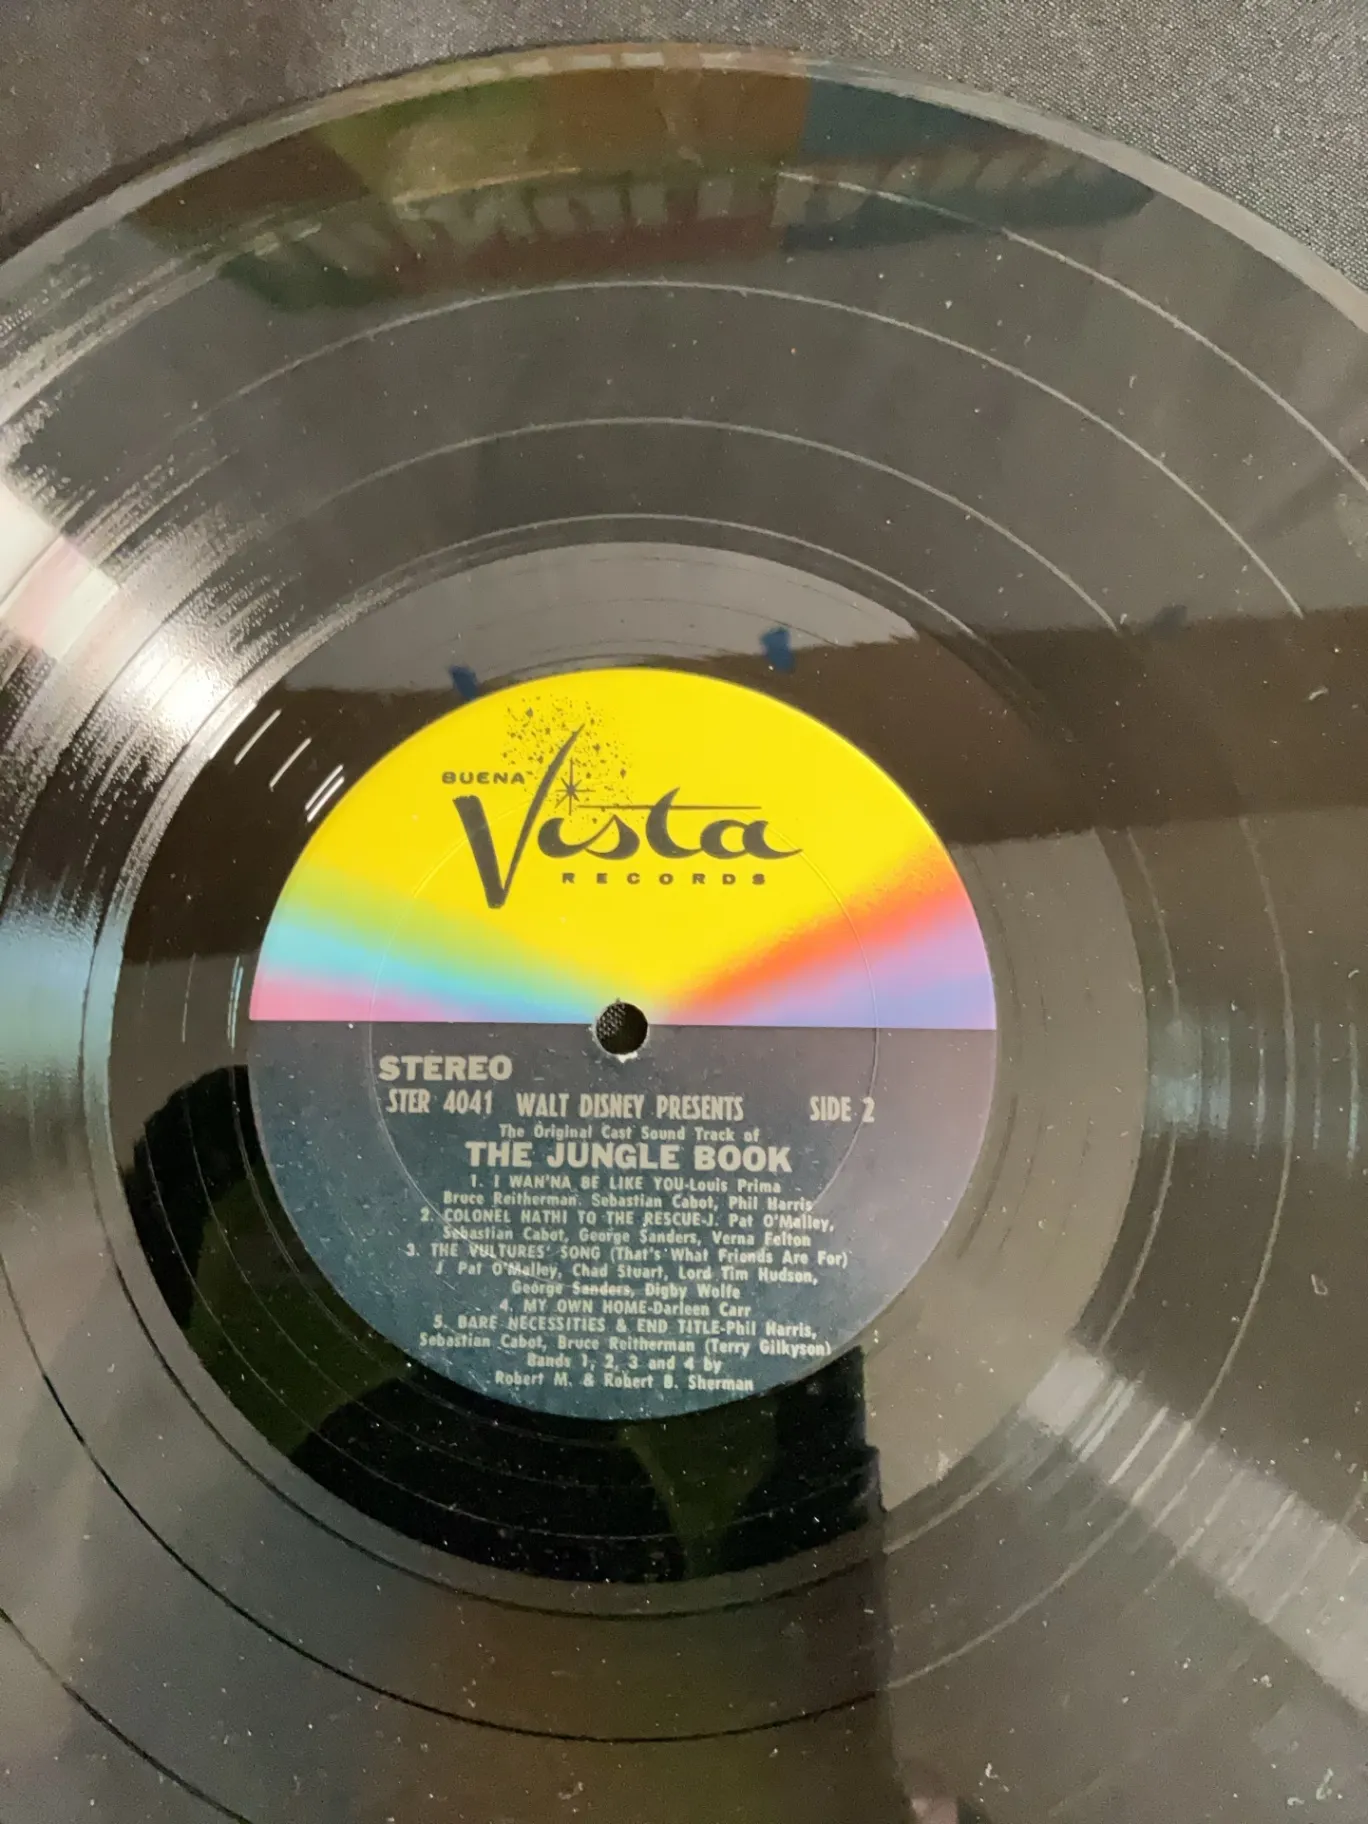 BUENA
Vista
RECORDS
STEREO
STER 4041 WALT DISNEY PRESENTS SIDE 2
The Original Cast Sound Track of
THE JUNGLE BOOK
1. I WAN'NA BE LIKE YOU-Louis Prima
Bruce Reitherman, Sebastian Cabot, Phil Harris
2. COLONEL HATHI TO THE RESCUE-J. Pat O'Malley,
Sebastian Cabot, George Sanders, Verna Felton
3. THE VULTURES' SONG (That's What Friends Are For)
J Pat O'Malley, Chad Stuart, Lord Tim Hudson,
George Sanders, Digby Wolfe
4. MY OWN HOME-Darleen Carr
5. BARE NECESSITIES & END TITLE-Phil Harris,
Sebastian Cabot, Bruce Reitherman (Terry Gilkyson)
Bands 1, 2, 3 and 4 by
Robert M. & Robert B. Sherman